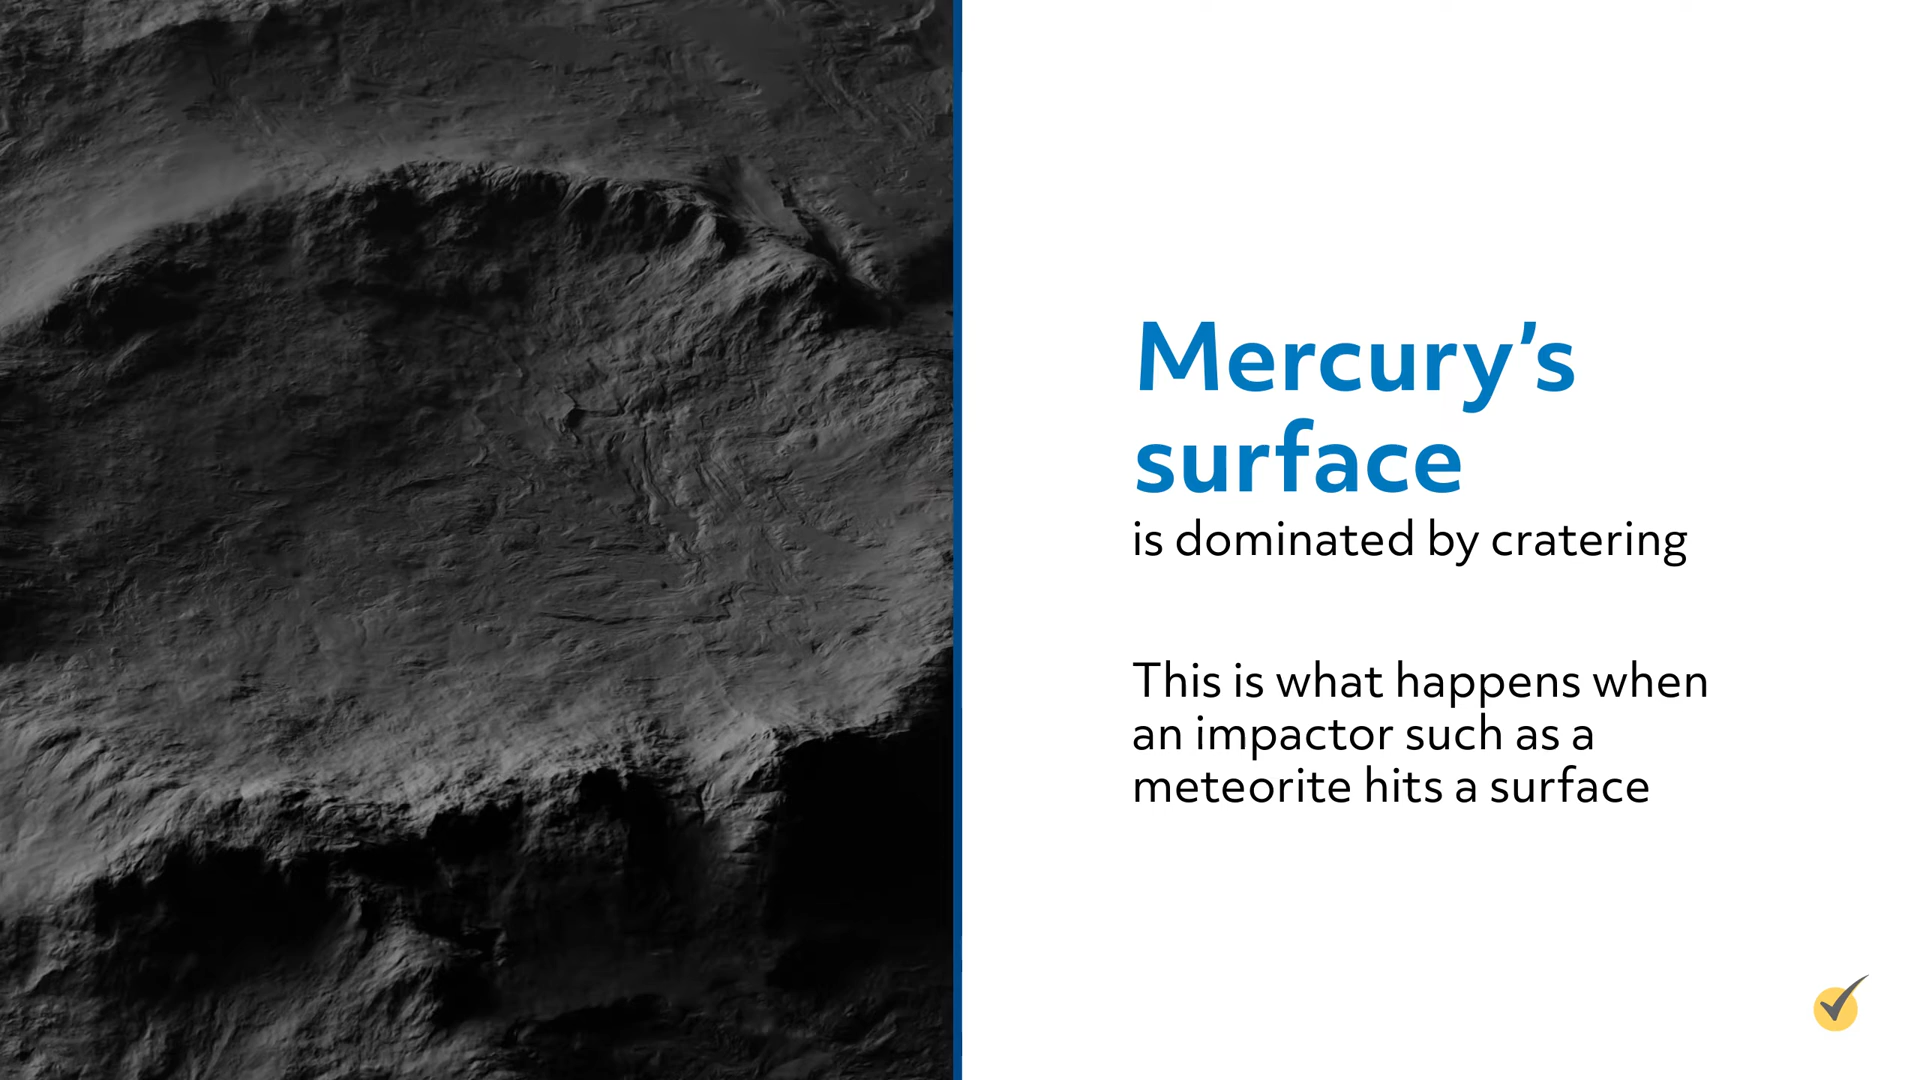 Mercury’s
surface
is dominated by cratering
This is what happens when
an impactor such as a
meteorite hits a surface